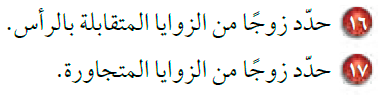 ١٦ حدّد زوجًا من الزوايا المتقابلة بالرأس.
١٧ حدّد زوجًا من الزوايا المتجاورة.